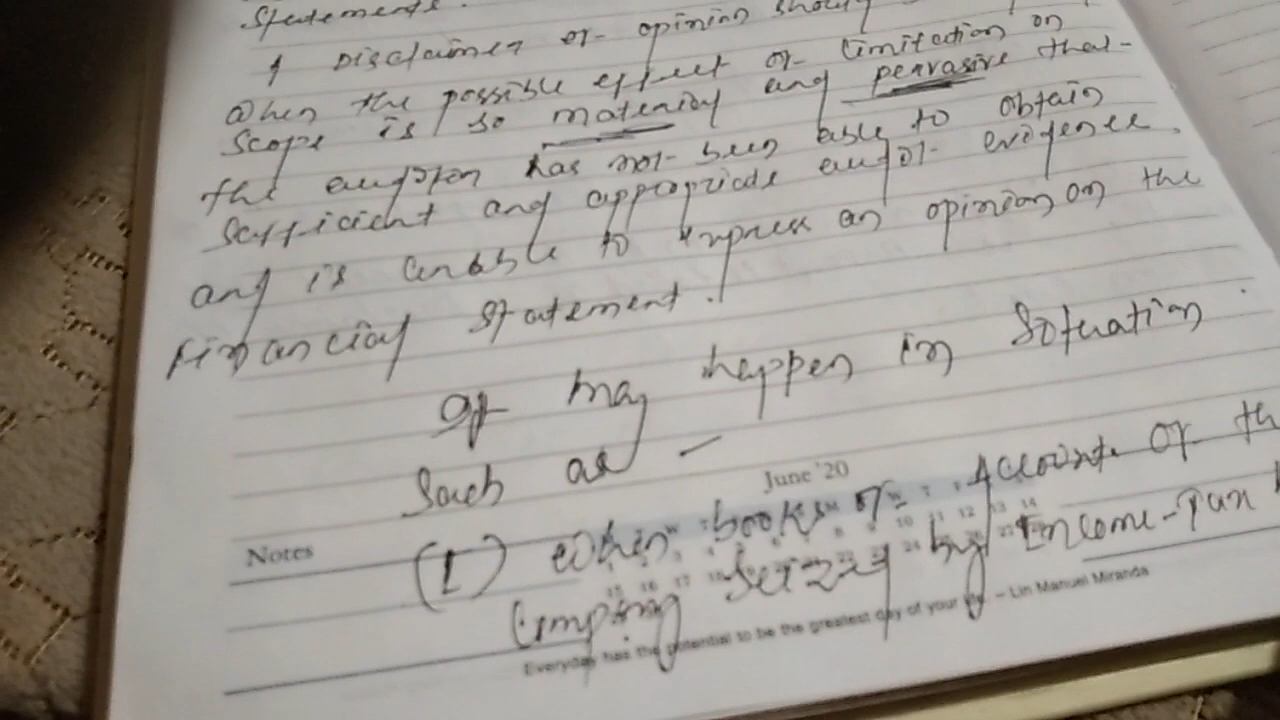 Statements.
A Disclaimer of opinion should
When the possible effect of limitation on
Scope is so material and pervasive that
the auditor has not been able to obtain
Sufficient and appropriate audit evidence.
and is unable to express an opinion on the
Financial Statement.
It may happen in Situation
Such as -
June '20
(I) When books of Account of th
Notes
Company Seized by Income-Tax
Everyday has the potential to be the greatest day of your – Lin Manuel Miranda